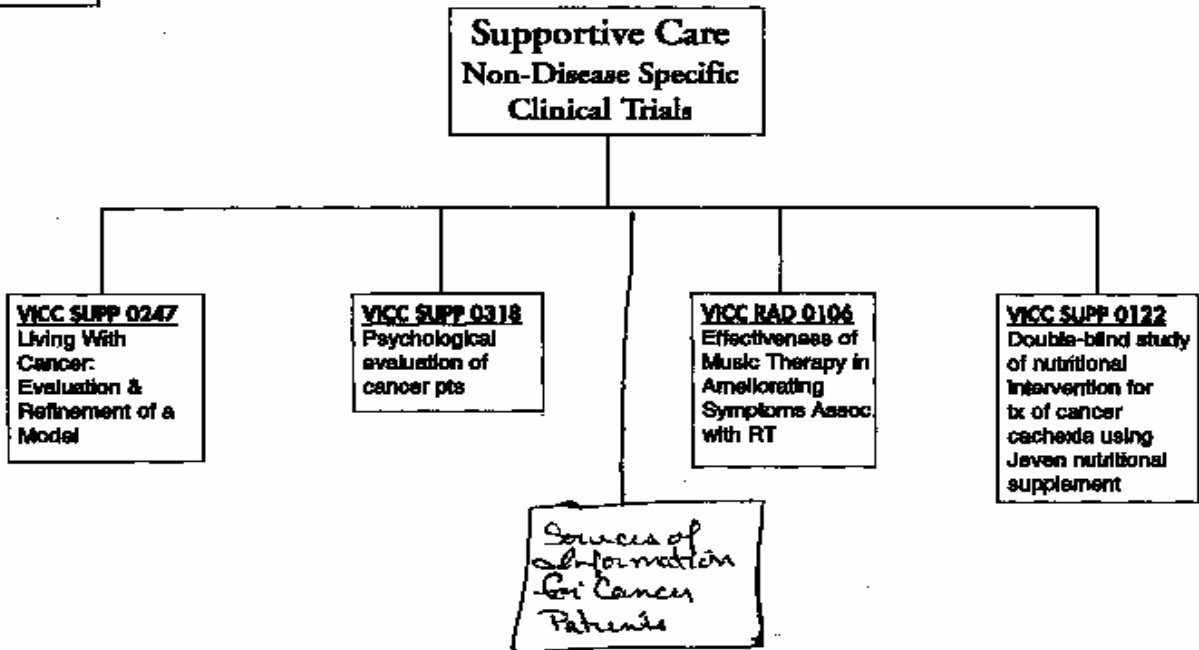 Supportive Care
Non-Disease Specific
Clinical Trials
VICC SUPP 0247
Living With
Cancer:
Evaluation &
Refinement of a
Model
VICC SUPP 0318
Psychological
evaluation of
cancer pts
VICC RAD 0106
Effectiveness of
Music Therapy in
Ameliorating
Symptoms Assoc.
with RT
VICC SUPP 0122
Double-blind study
of nutritional
intervention for
tx of cancer
cachexia using
Jeven nutritional
supplement
Sources of
Information
for Cancer
Patients